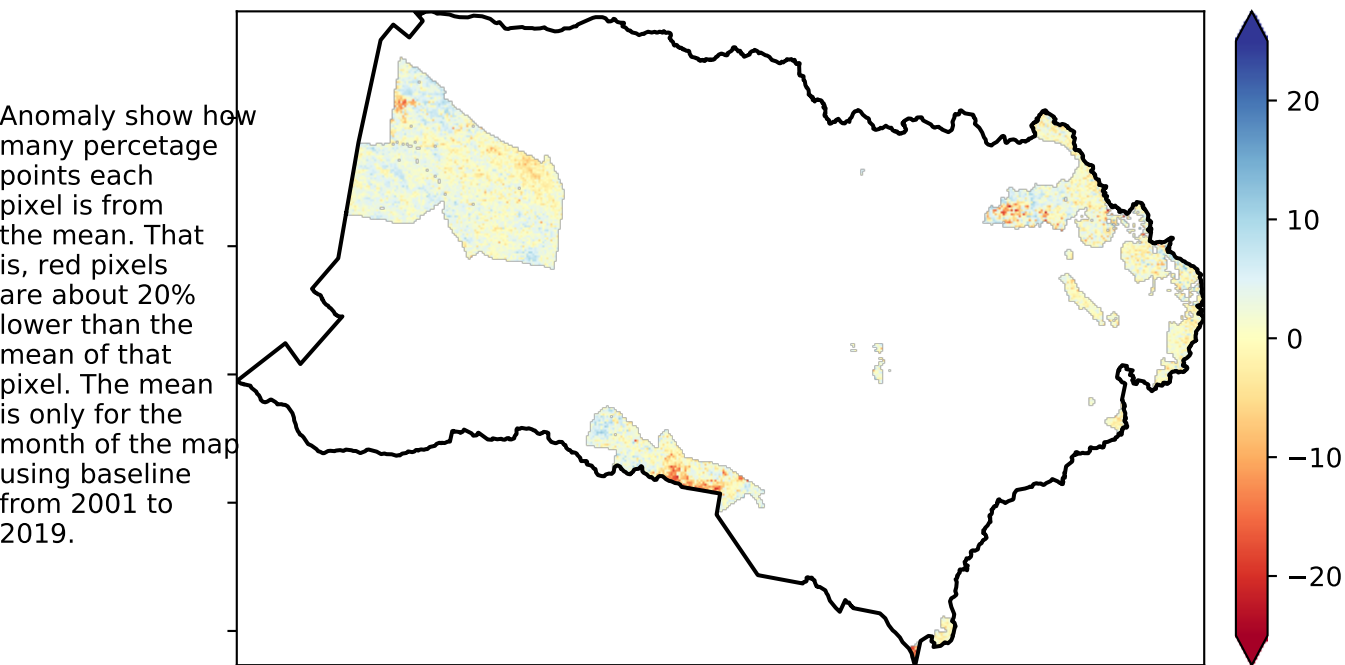 Anomaly show how
many percetage
points each
pixel is from
the mean. That
is, red pixels
are about 20%
lower than the
mean of that
pixel. The mean
is only for the
month of the map
using baseline
from 2001 to
2019.
20
10
0
−10
−20